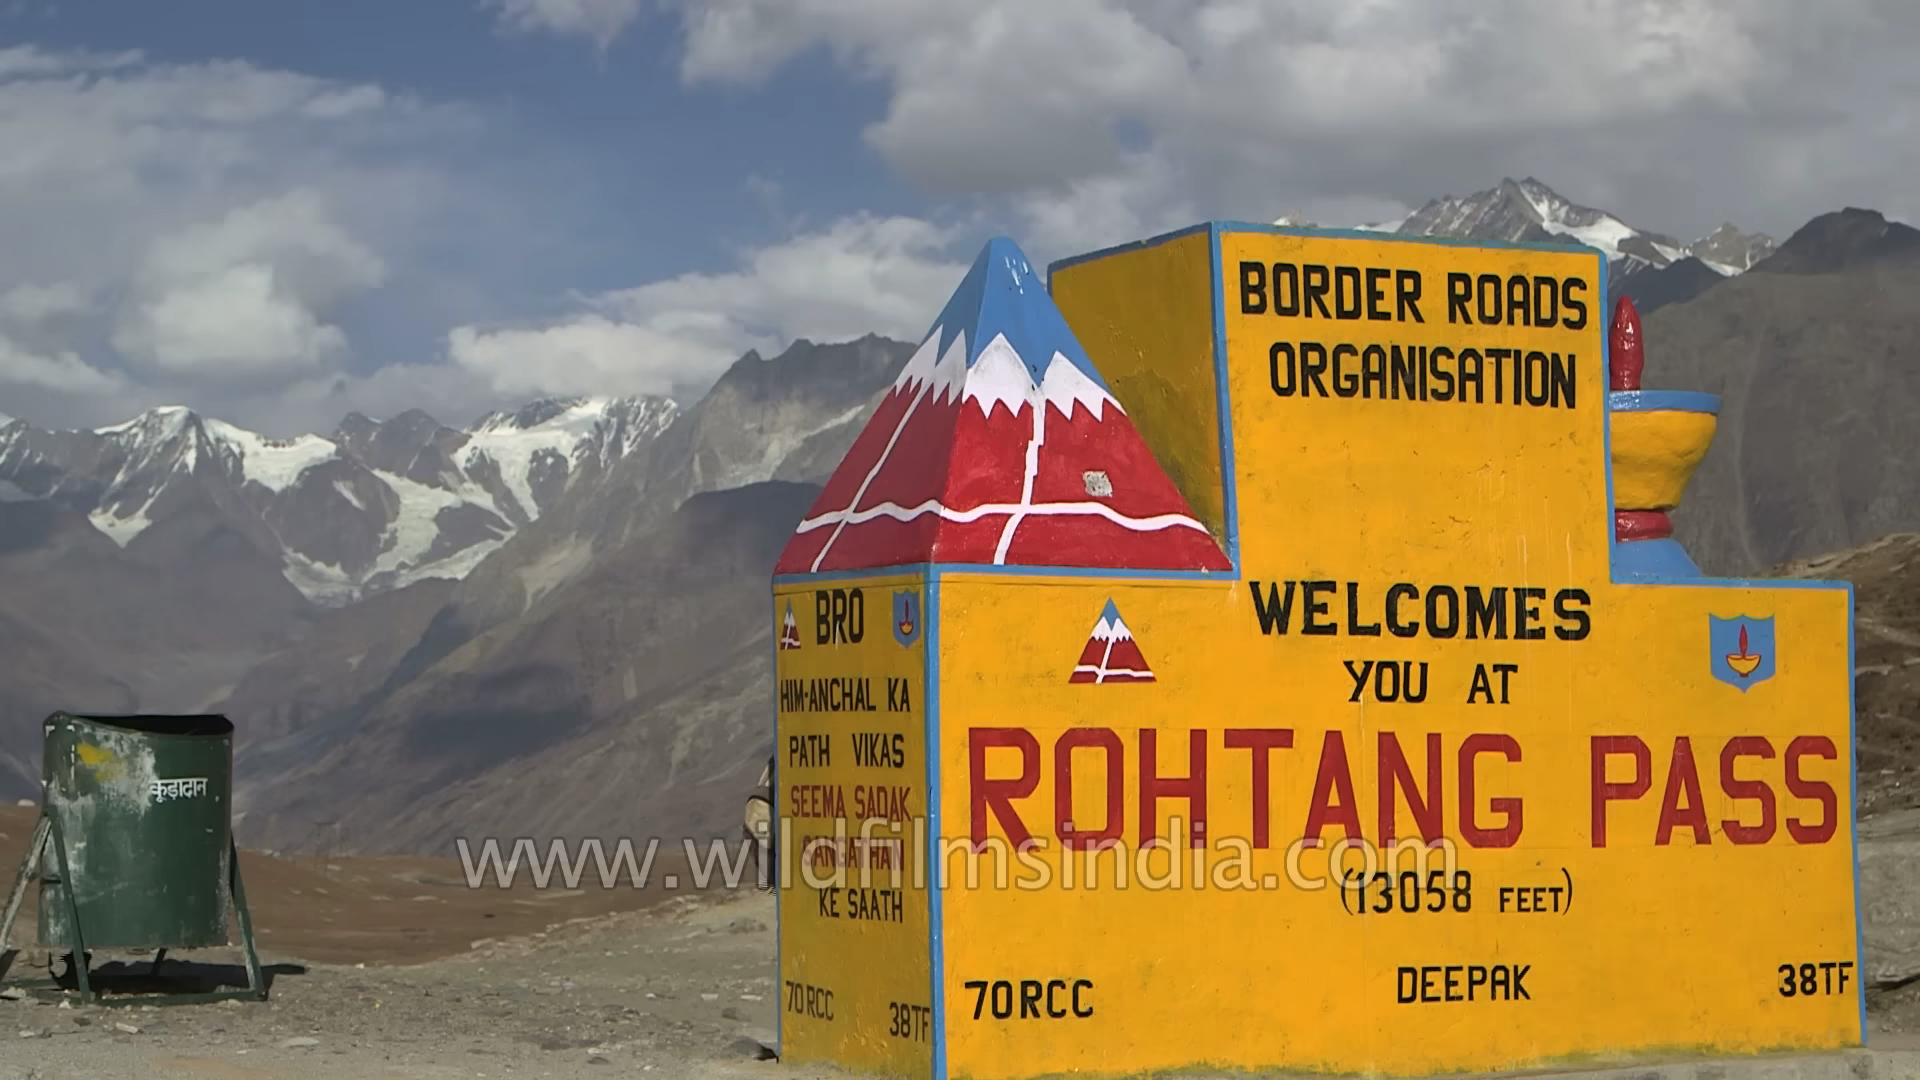 BORDER ROADS
ORGANISATION
WELCOMES
YOU AT
ROHTANG PASS
(13058 FEET)
70RCC DEEPAK 38TF
BRO
HIM-ANCHAL KA
PATH VIKAS
SEEMA SADAK
SANGATHAN
KE SAATH
70RCC 38TF
कूड़ादान
www.wildfilmsindia.com